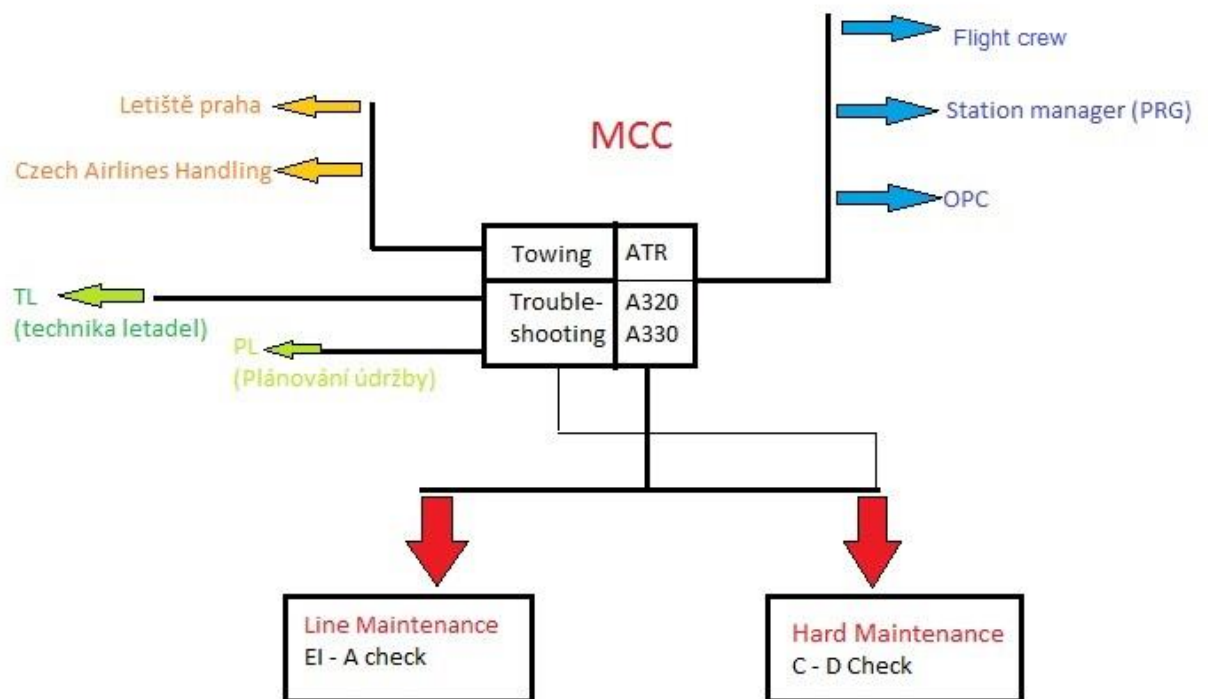 Flight crew
Letiště praha
Station manager (PRG)
MCC
Czech Airlines Handling
OPC
Towing
ATR
TL
(technika letadel)
Trouble-
shooting
A320
A330
PL
(Plánování údržby)
Line Maintenance
EI - A check
Hard Maintenance
C - D Check